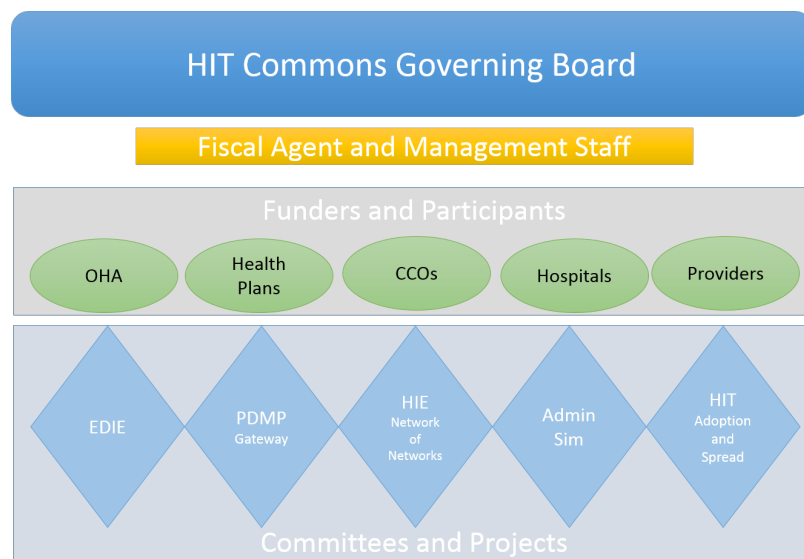 HIT Commons Governing Board
Fiscal Agent and Management Staff
Funders and Participants
OHA
Health
Plans
CCOs
Hospitals
Providers
EDIE
PDMP
Gateway
HIE
Network
of
Networks
Admin
Sim
HIT
Adoption
and
Spread
Committees and Projects